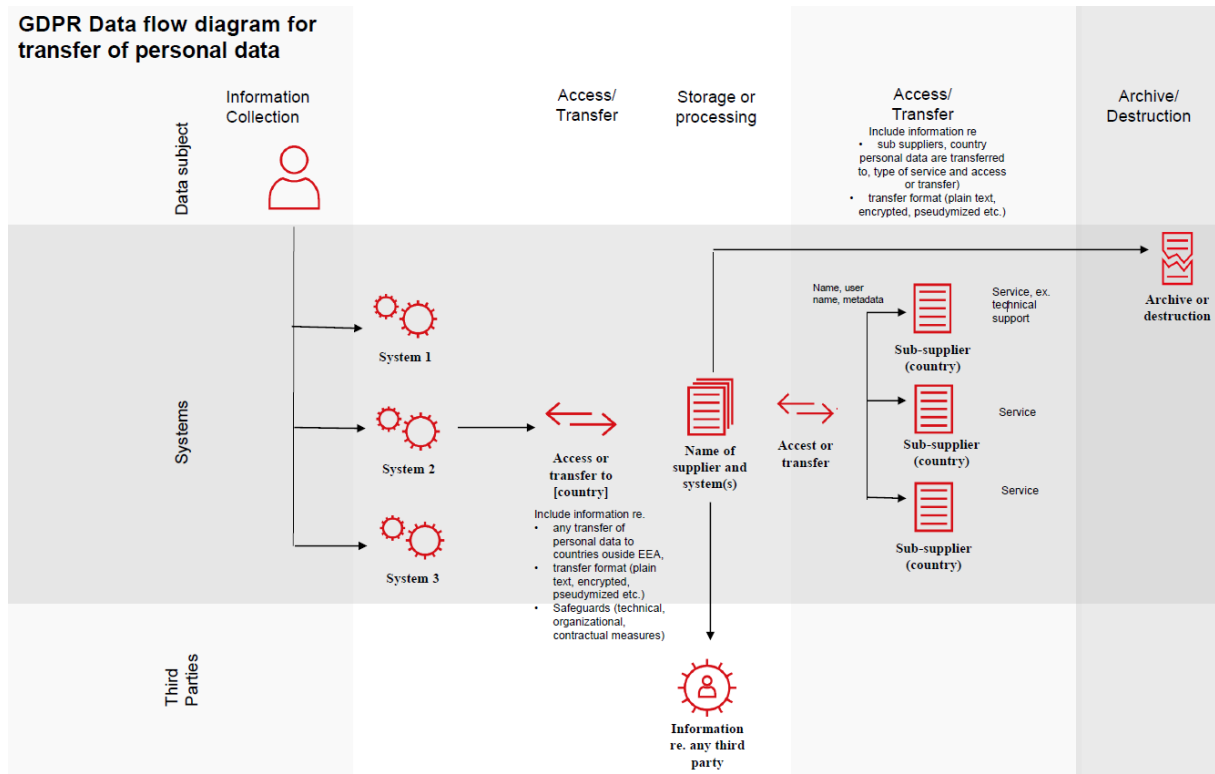 GDPR Data flow diagram for
transfer of personal data
Information
Collection
Access/
Transfer
Storage or
processing
Access/
Transfer
Archive/
Destruction
Include information re
• sub suppliers, country
personal data are transferred
to, type of service and access
or transfer)
• transfer format (plain text,
encrypted, pseudymized etc.)
Data subject
Systems
Third
Parties
System 1
System 2
System 3
Access or
transfer to
[country]
Include information re.
• any transfer of
personal data to
countries ouside EEA,
• transfer format (plain
text, encrypted,
pseudymized etc.)
• Safeguards (technical,
organizational,
contractual measures)
Name of
supplier and
system(s)
Accest or
transfer
Name, user
name, metadata
Service, ex.
technical
support
Sub-supplier
(country)
Service
Sub-supplier
(country)
Service
Sub-supplier
(country)
Archive or
destruction
Information
re. any third
party